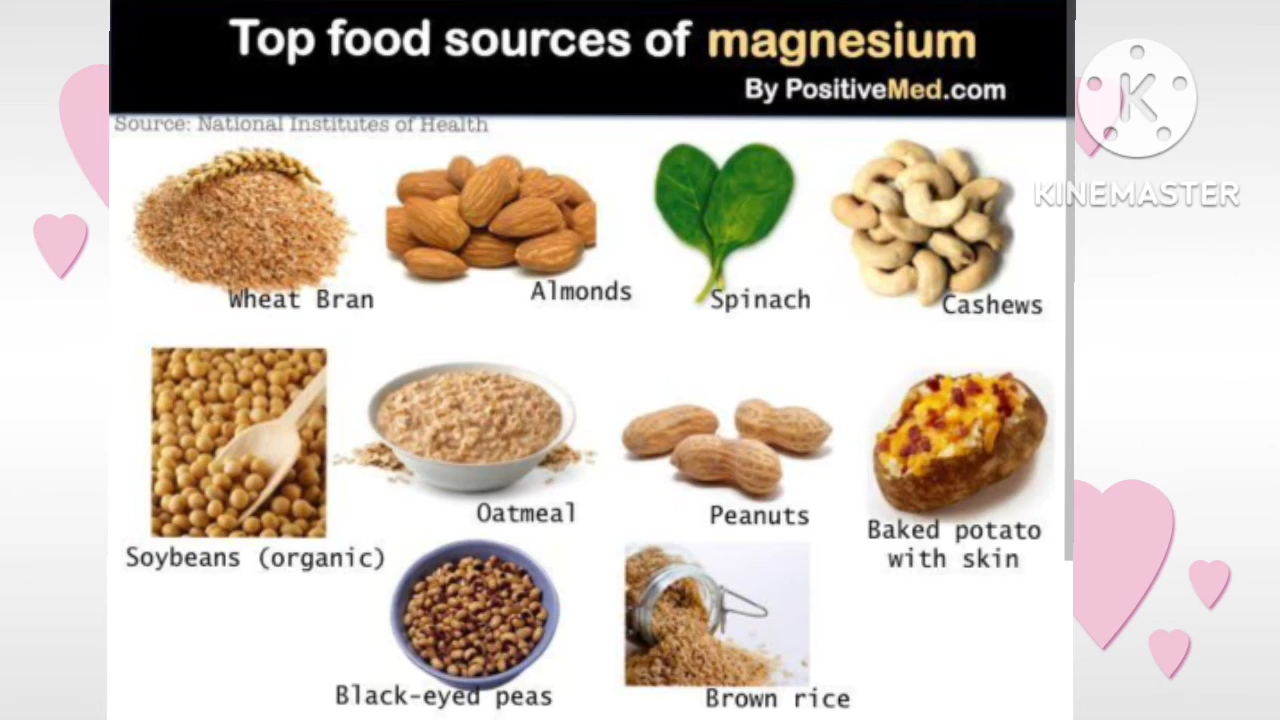 Top food sources of magnesium
By PositiveMed.com
Source: National Institutes of Health
K
KINEMASTER
Wheat Bran
Almonds
Spinach
Cashews
Soybeans (organic)
Oatmeal
Peanuts
Baked potato
with skin
Black-eyed peas
Brown rice